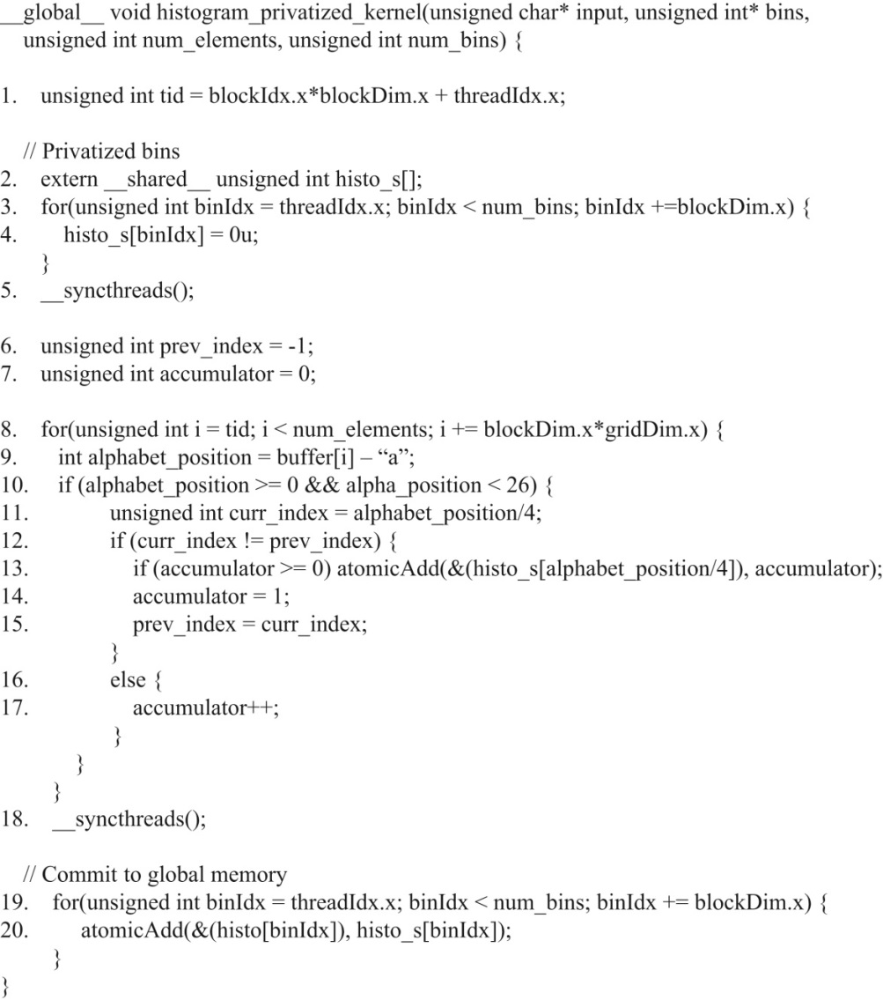 __global__ void histogram_privatized_kernel(unsigned char* input, unsigned int* bins,
unsigned int num_elements, unsigned int num_bins) {
1. unsigned int tid = blockIdx.x*blockDim.x + threadIdx.x;
// Privatized bins
2. extern __shared__ unsigned int histo_s[];
3. for(unsigned int binIdx = threadIdx.x; binIdx < num_bins; binIdx +=blockDim.x) {
4. histo_s[binIdx] = 0u;
}
5. __syncthreads();
6. unsigned int prev_index = -1;
7. unsigned int accumulator = 0;
8. for(unsigned int i = tid; i < num_elements; i += blockDim.x*gridDim.x) {
9. int alphabet_position = buffer[i] – “a”;
10. if (alphabet_position >= 0 && alpha_position < 26) {
11. unsigned int curr_index = alphabet_position/4;
12. if (curr_index != prev_index) {
13. if (accumulator >= 0) atomicAdd(&(histo_s[alphabet_position/4]), accumulator);
14. accumulator = 1;
15. prev_index = curr_index;
}
16. else {
17. accumulator++;
}
}
}
18. __syncthreads();
// Commit to global memory
19. for(unsigned int binIdx = threadIdx.x; binIdx < num_bins; binIdx += blockDim.x) {
20. atomicAdd(&(histo[binIdx]), histo_s[binIdx]);
}
}